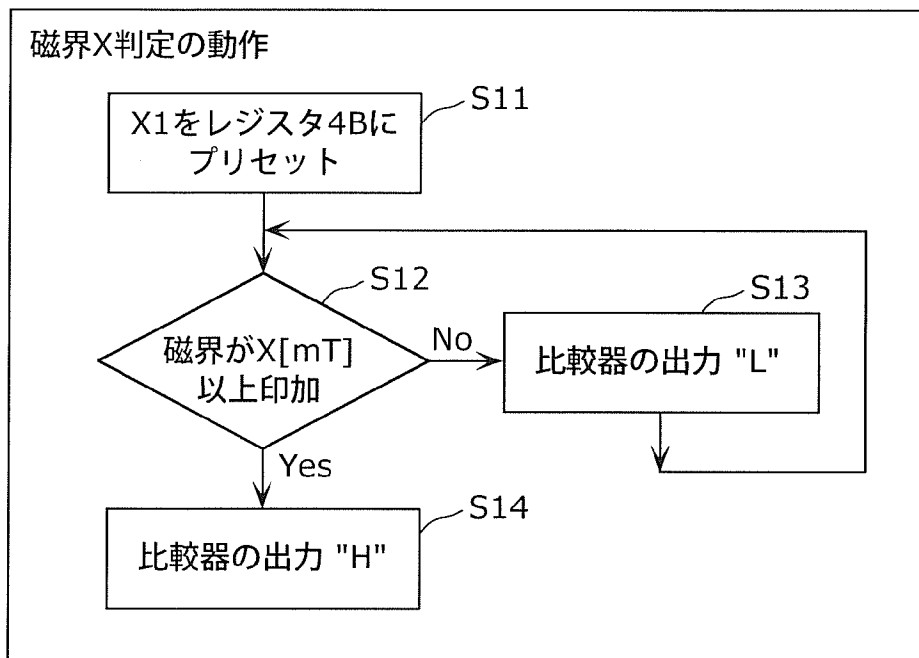 磁界X判定の動作
S11
X1をレジスタ4Bに
プリセット
S12
磁界がX[mT]
以上印加
No
S13
比較器の出力 "L"
Yes
S14
比較器の出力 "H"